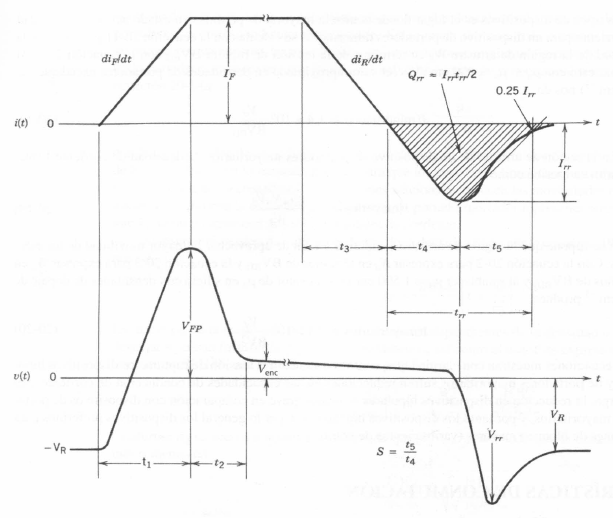 di_F/dt
I_F
di_R/dt
Q_rr = I_rr t_rr/2
0.25 I_rr
i(t)
0
t
I_rr
t_3
t_4
t_5
t_rr
V_FP
V_enc
v(t)
0
t
V_rr
V_R
S = t_5/t_4
-V_R
t_1
t_2